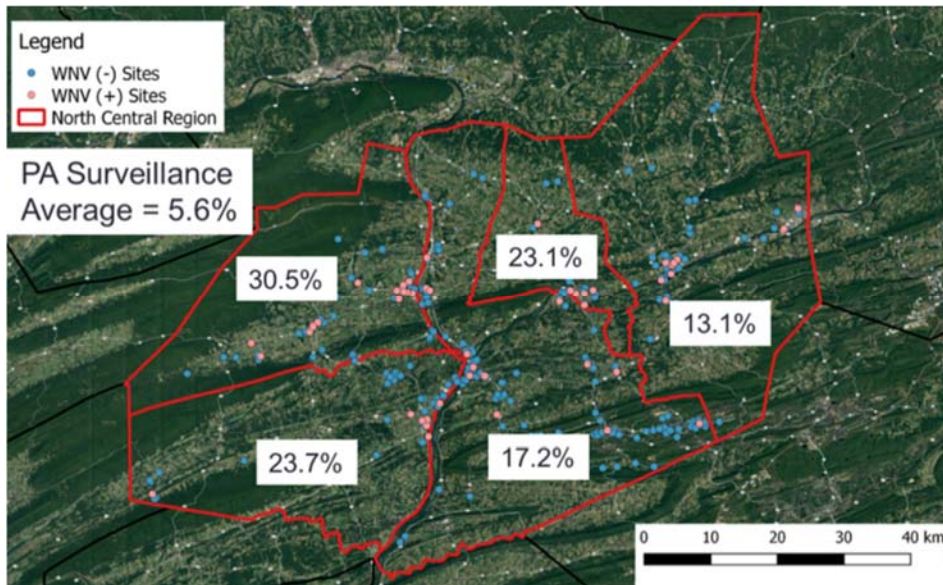 Legend
WNV (-) Sites
WNV (+) Sites
North Central Region
PA Surveillance
Average = 5.6%
30.5%
23.1%
13.1%
23.7%
17.2%
0 10 20 30 40 km